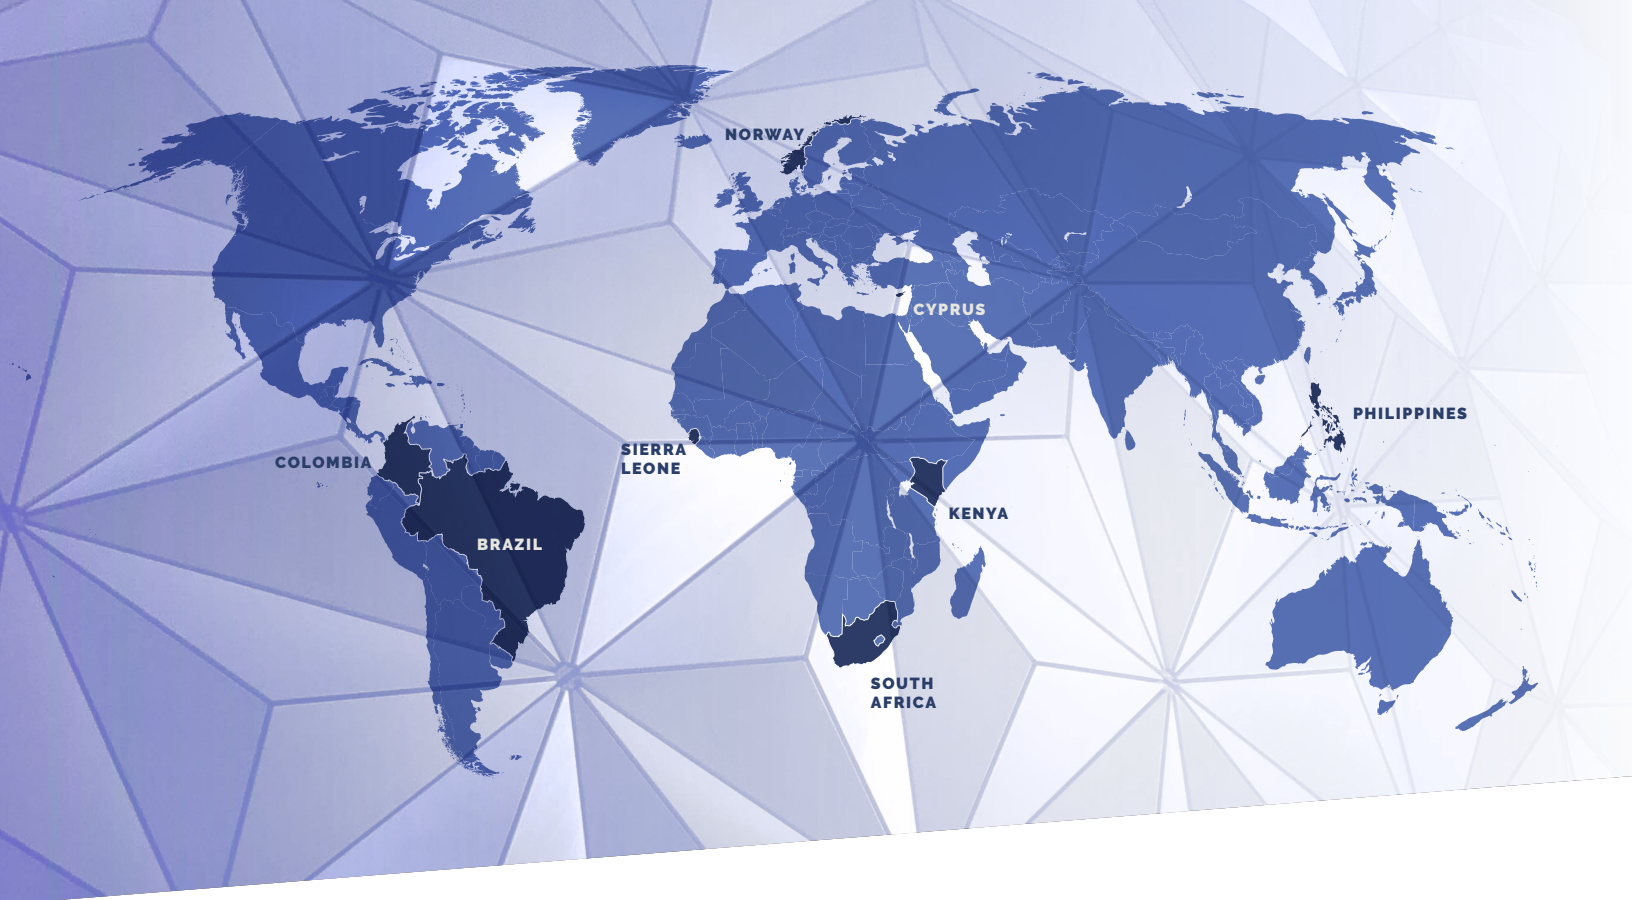 NORWAY
CYPRUS
PHILIPPINES
SIERRA
LEONE
COLOMBIA
KENYA
BRAZIL
SOUTH
AFRICA